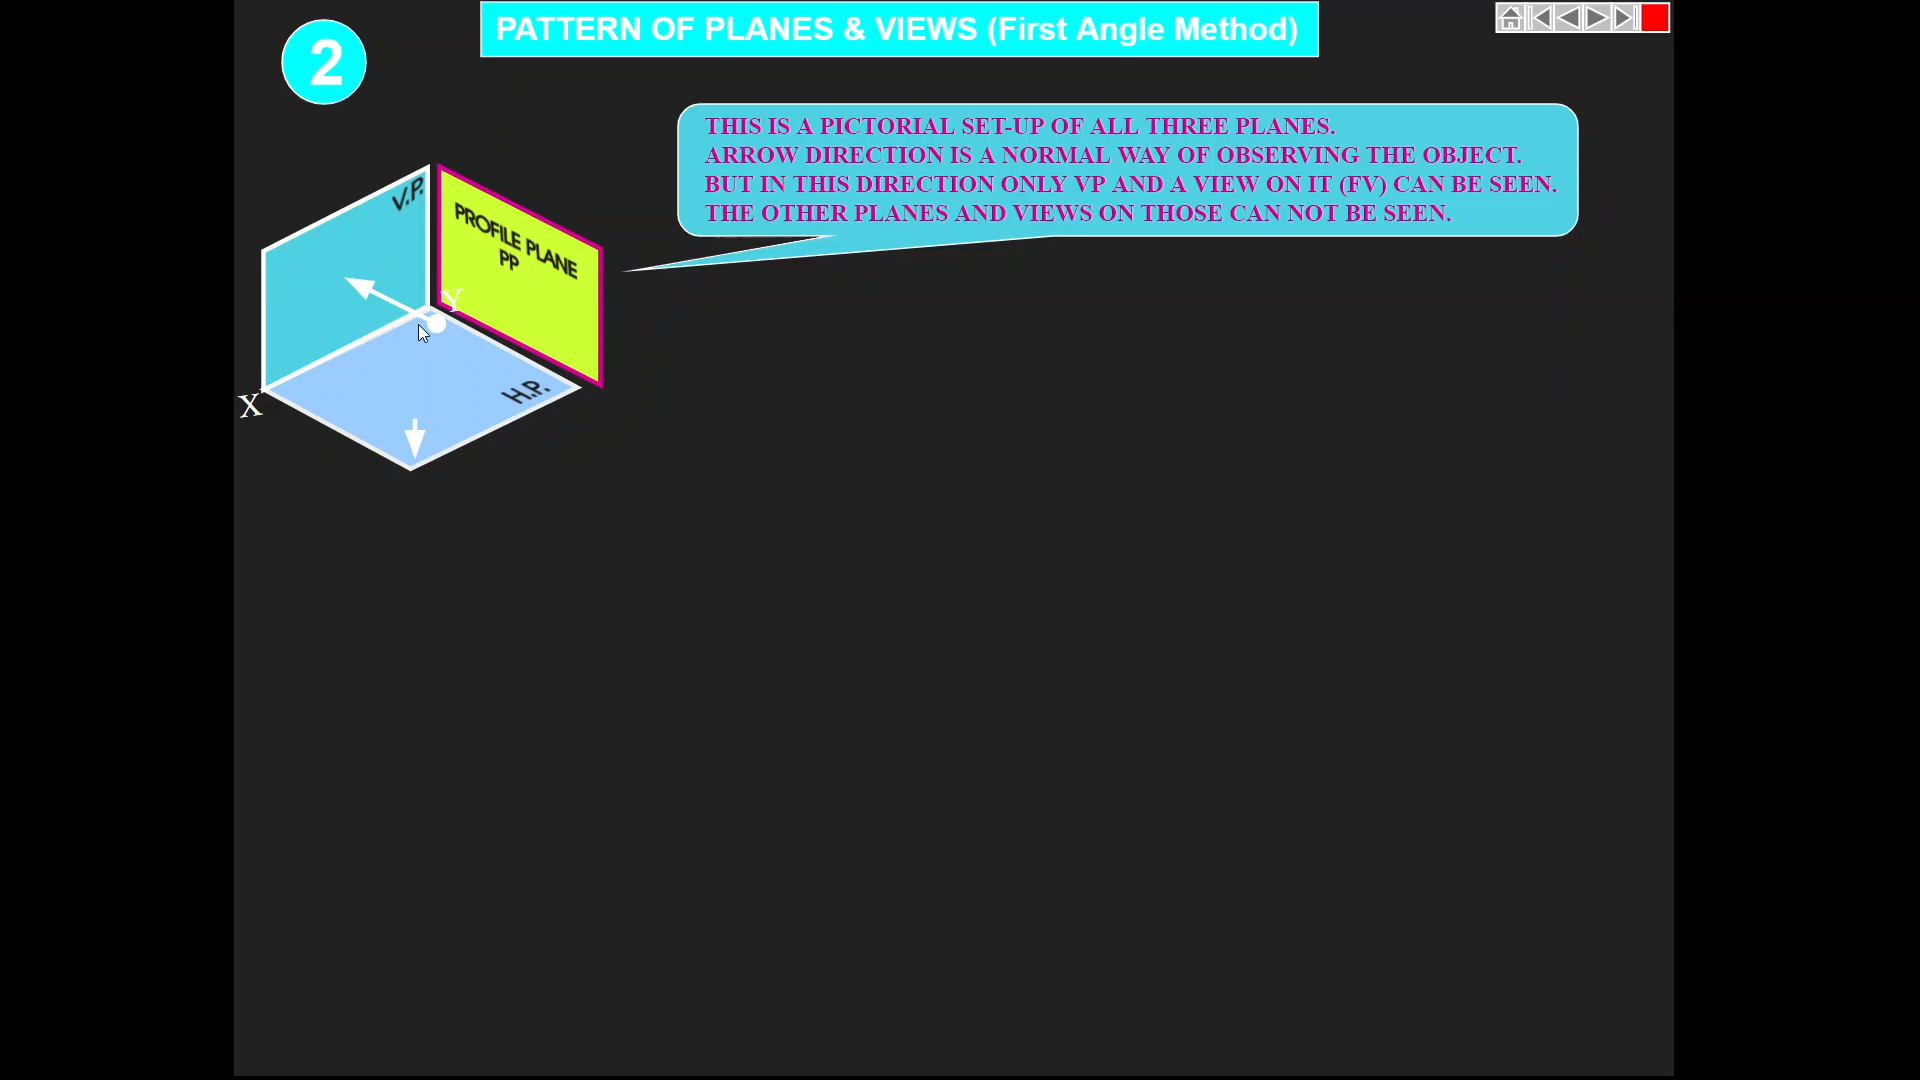 PATTERN OF PLANES & VIEWS (First Angle Method)
2
THIS IS A PICTORIAL SET-UP OF ALL THREE PLANES.
ARROW DIRECTION IS A NORMAL WAY OF OBSERVING THE OBJECT.
BUT IN THIS DIRECTION ONLY VP AND A VIEW ON IT (FV) CAN BE SEEN.
THE OTHER PLANES AND VIEWS ON THOSE CAN NOT BE SEEN.
V.P.
PROFILE PLANE
PP
Y
H.P.
X